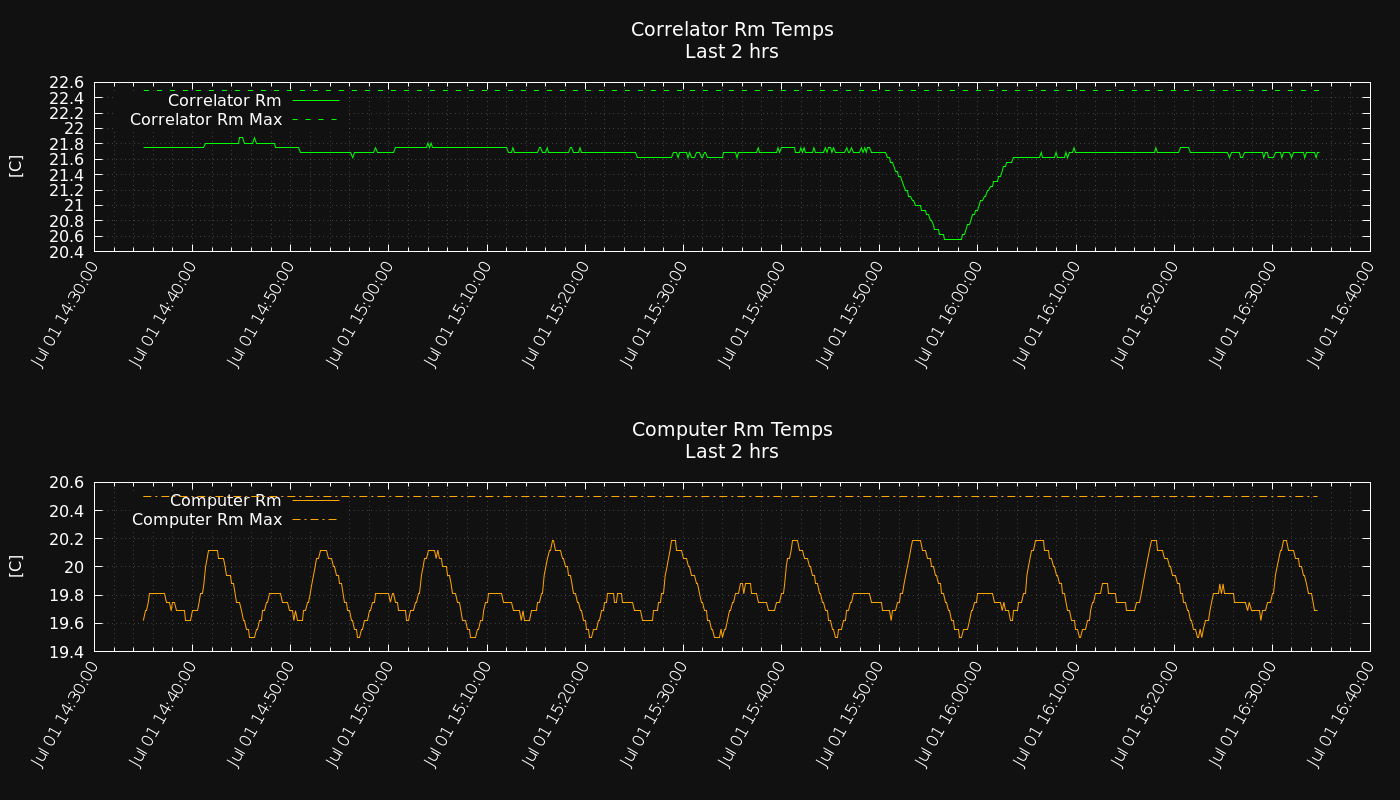 Correlator Rm Temps
Last 2 hrs
22.6
22.4
22.2
22
21.8
21.6
21.4
21.2
21
20.8
20.6
20.4
[C]
Correlator Rm
Correlator Rm Max
Jul 01 14:30:00
Jul 01 14:40:00
Jul 01 14:50:00
Jul 01 15:00:00
Jul 01 15:10:00
Jul 01 15:20:00
Jul 01 15:30:00
Jul 01 15:40:00
Jul 01 15:50:00
Jul 01 16:00:00
Jul 01 16:10:00
Jul 01 16:20:00
Jul 01 16:30:00
Jul 01 16:40:00
Computer Rm Temps
Last 2 hrs
20.6
20.4
20.2
20
19.8
19.6
19.4
[C]
Computer Rm
Computer Rm Max
Jul 01 14:30:00
Jul 01 14:40:00
Jul 01 14:50:00
Jul 01 15:00:00
Jul 01 15:10:00
Jul 01 15:20:00
Jul 01 15:30:00
Jul 01 15:40:00
Jul 01 15:50:00
Jul 01 16:00:00
Jul 01 16:10:00
Jul 01 16:20:00
Jul 01 16:30:00
Jul 01 16:40:00